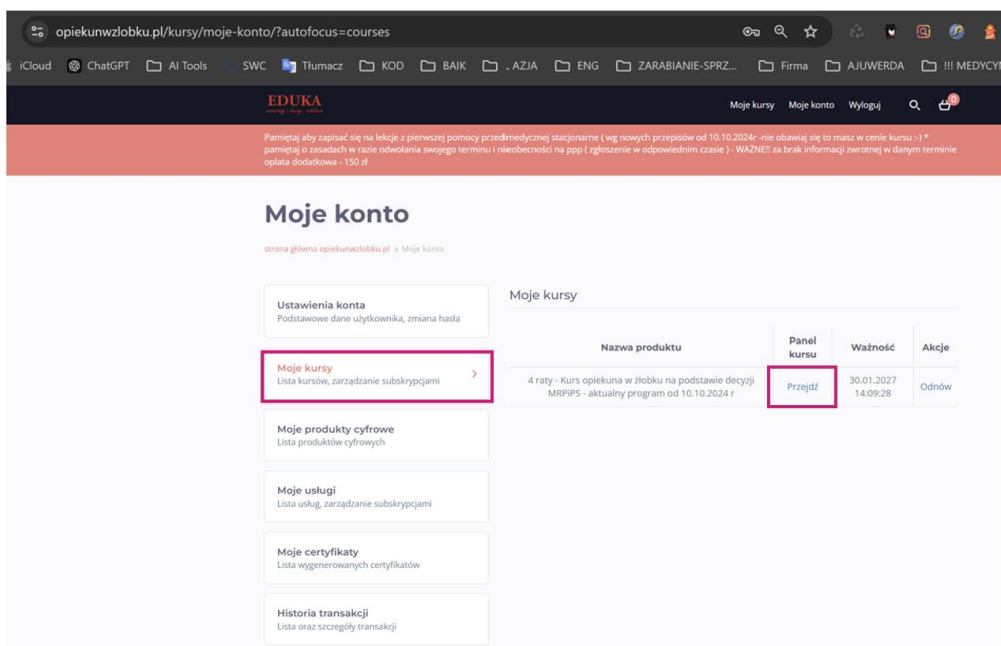 opiekunwzlobku.pl/kursy/moje-konto/?autofocus=courses
iCloud ChatGPT AI Tools SWC Tłumacz KOD BAIK . AZJA ENG ZARABIANIE-SPRZ... Firma AJUWERDA !!! MEDYCYN
EDUKA
Moje kursy Moje konto Wyloguj 0
Pamiętaj aby zapisać się na lekcje z pierwszej pomocy przedmedycznej stacjonarne ( wg nowych przepisów od 10.10.2024r -nie obawiaj się to masz w cenie kursu :-) *
pamiętaj o zasadach w razie odwołania swojego terminu i nieobecności na ppp ( zgłoszenie w odpowiednim czasie ) - WAŻNE!! za brak informacji zwrotnej w danym terminie
opłata dodatkowa - 150 zł
Moje konto
strona główna opiekunwzlobku.pl > Moje konto
Ustawienia konta
Podstawowe dane użytkownika, zmiana hasła
Moje kursy
Lista kursów, zarządzanie subskrypcjami
Moje produkty cyfrowe
Lista produktów cyfrowych
Moje usługi
Lista usług, zarządzanie subskrypcjami
Moje certyfikaty
Lista wygenerowanych certyfikatów
Historia transakcji
Lista oraz szczegóły transakcji
Moje kursy
Nazwa produktu Panel kursu Ważność Akcje
4 raty - Kurs opiekuna w żłobku na podstawie decyzji
MRPiPS - aktualny program od 10.10.2024 r
Przejdź
30.01.2027
14:09:28
Odnów